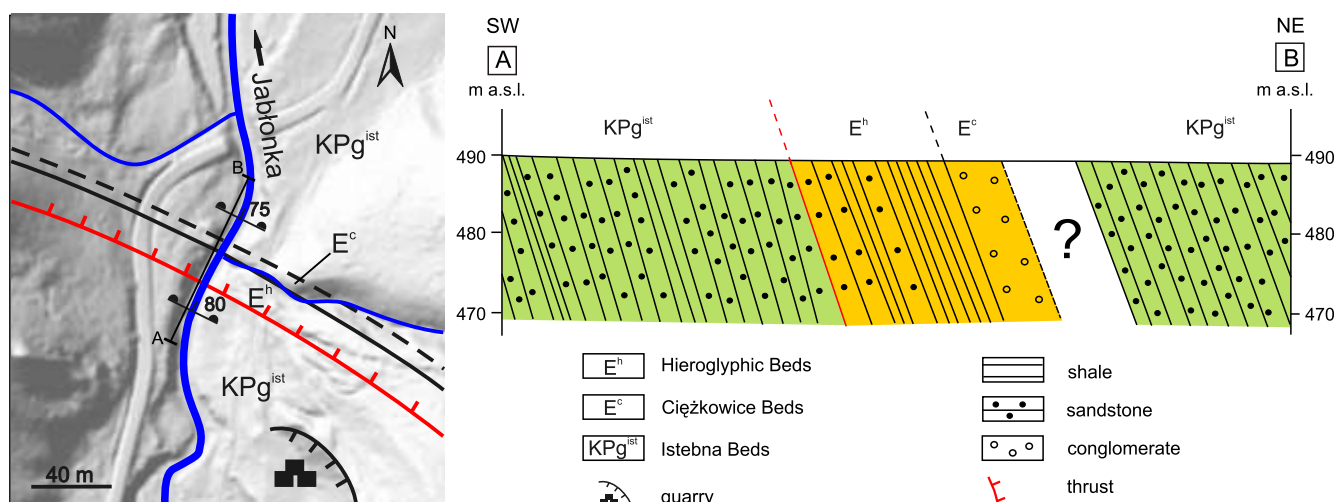 N
Jabłonka
KPg^ist
B
75
E^c
E^h
80
A
KPg^ist
40 m
SW
NE
A
B
m a.s.l.
m a.s.l.
KPg^ist
E^h
E^c
KPg^ist
490
490
480
480
470
470
?
E^h Hieroglyphic Beds
E^c Ciężkowice Beds
KPg^ist Istebna Beds
quarry
shale
sandstone
conglomerate
thrust